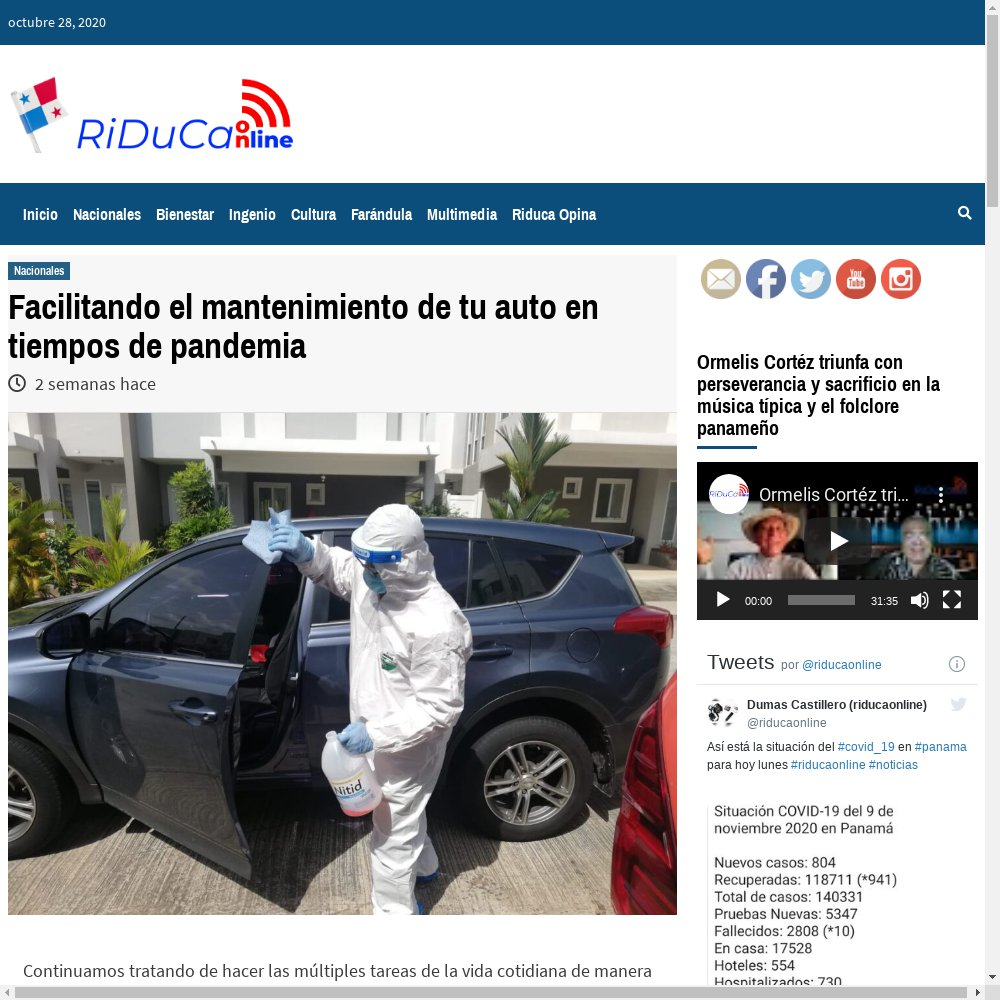 octubre 28, 2020
RiDuCa online
Inicio Nacionales Bienestar Ingenio Cultura Farándula Multimedia Riduca Opina
Nacionales
Facilitando el mantenimiento de tu auto en
tiempos de pandemia
2 semanas hace
Nitid
Continuamos tratando de hacer las múltiples tareas de la vida cotidiana de manera
You Tube
Ormelis Cortéz triunfa con
perseverancia y sacrificio en la
música típica y el folclore
panameño
RiDuCa
Ormelis Cortéz tri...
00:00 31:35
Tweets por @riducaonline
Dumas Castillero (riducaonline)
@riducaonline
Así está la situación del #covid_19 en #panama
para hoy lunes #riducaonline #noticias
Situación COVID-19 del 9 de
noviembre 2020 en Panamá
Nuevos casos: 804
Recuperadas: 118711 (*941)
Total de casos: 140331
Pruebas Nuevas: 5347
Fallecidos: 2808 (*10)
En casa: 17528
Hoteles: 554
Hospitalizados: 730